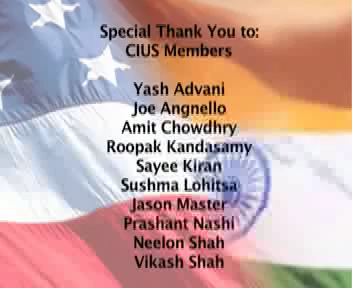 Special Thank You to:
CIUS Members
Yash Advani
Joe Angnello
Amit Chowdhry
Roopak Kandasamy
Sayee Kiran
Sushma Lohitsa
Jason Master
Prashant Nashi
Neelon Shah
Vikash Shah